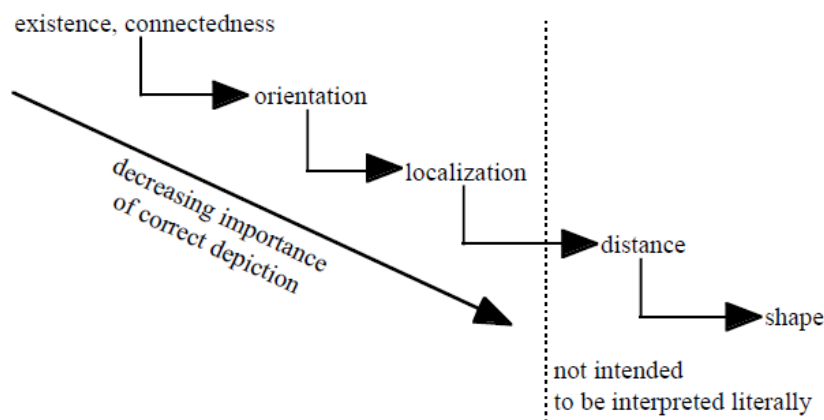 existence, connectedness
orientation
localization
decreasing importance
of correct depiction
distance
shape
not intended
to be interpreted literally